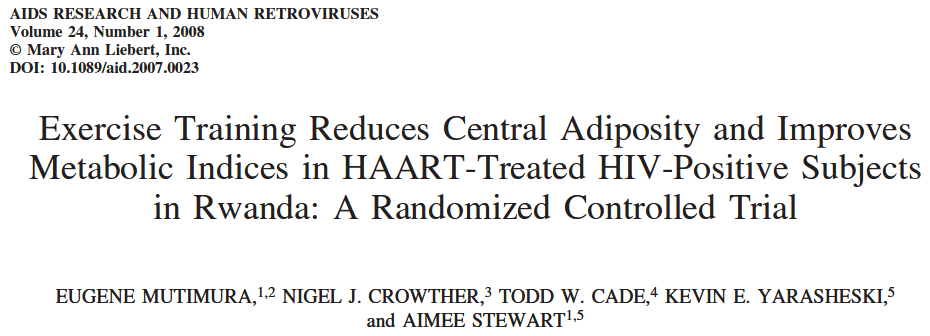 AIDS RESEARCH AND HUMAN RETROVIRUSES
Volume 24, Number 1, 2008
© Mary Ann Liebert, Inc.
DOI: 10.1089/aid.2007.0023
Exercise Training Reduces Central Adiposity and Improves
Metabolic Indices in HAART-Treated HIV-Positive Subjects
in Rwanda: A Randomized Controlled Trial
EUGENE MUTIMURA,1,2 NIGEL J. CROWTHER,3 TODD W. CADE,4 KEVIN E. YARASHESKI,5
and AIMEE STEWART1,5